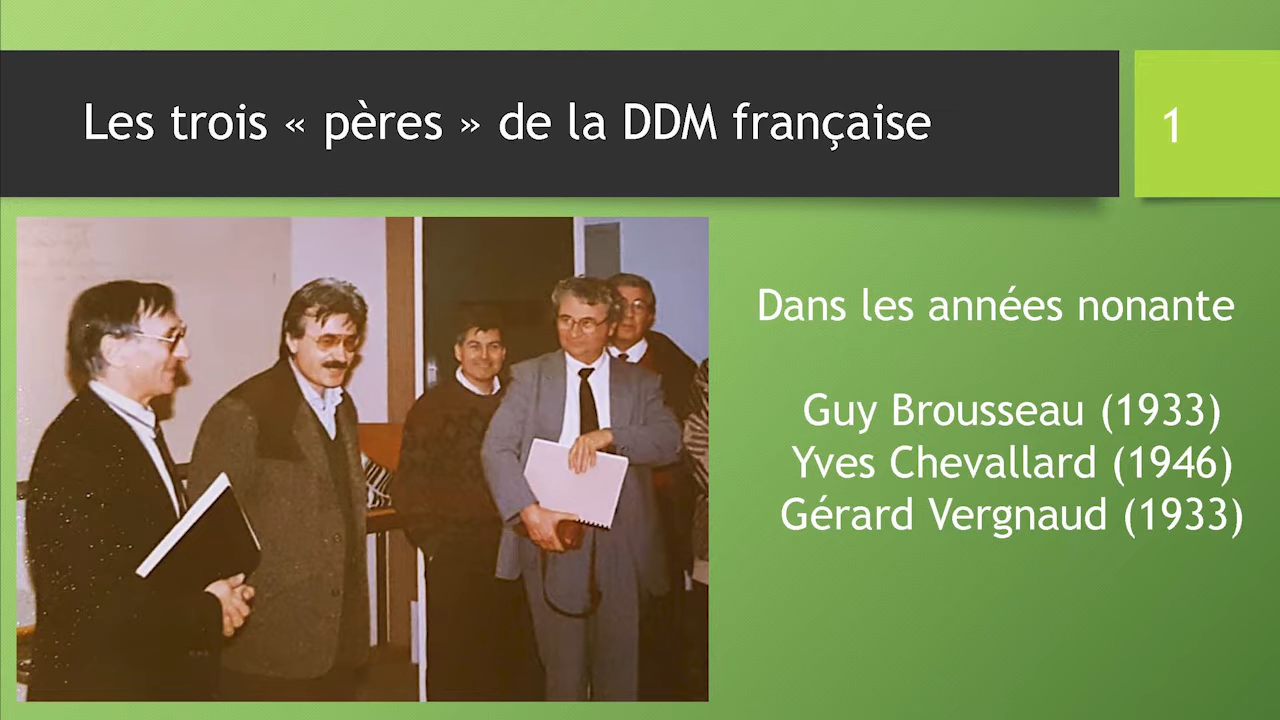 Les trois « pères » de la DDM française
1
Dans les années nonante
Guy Brousseau (1933)
Yves Chevallard (1946)
Gérard Vergnaud (1933)